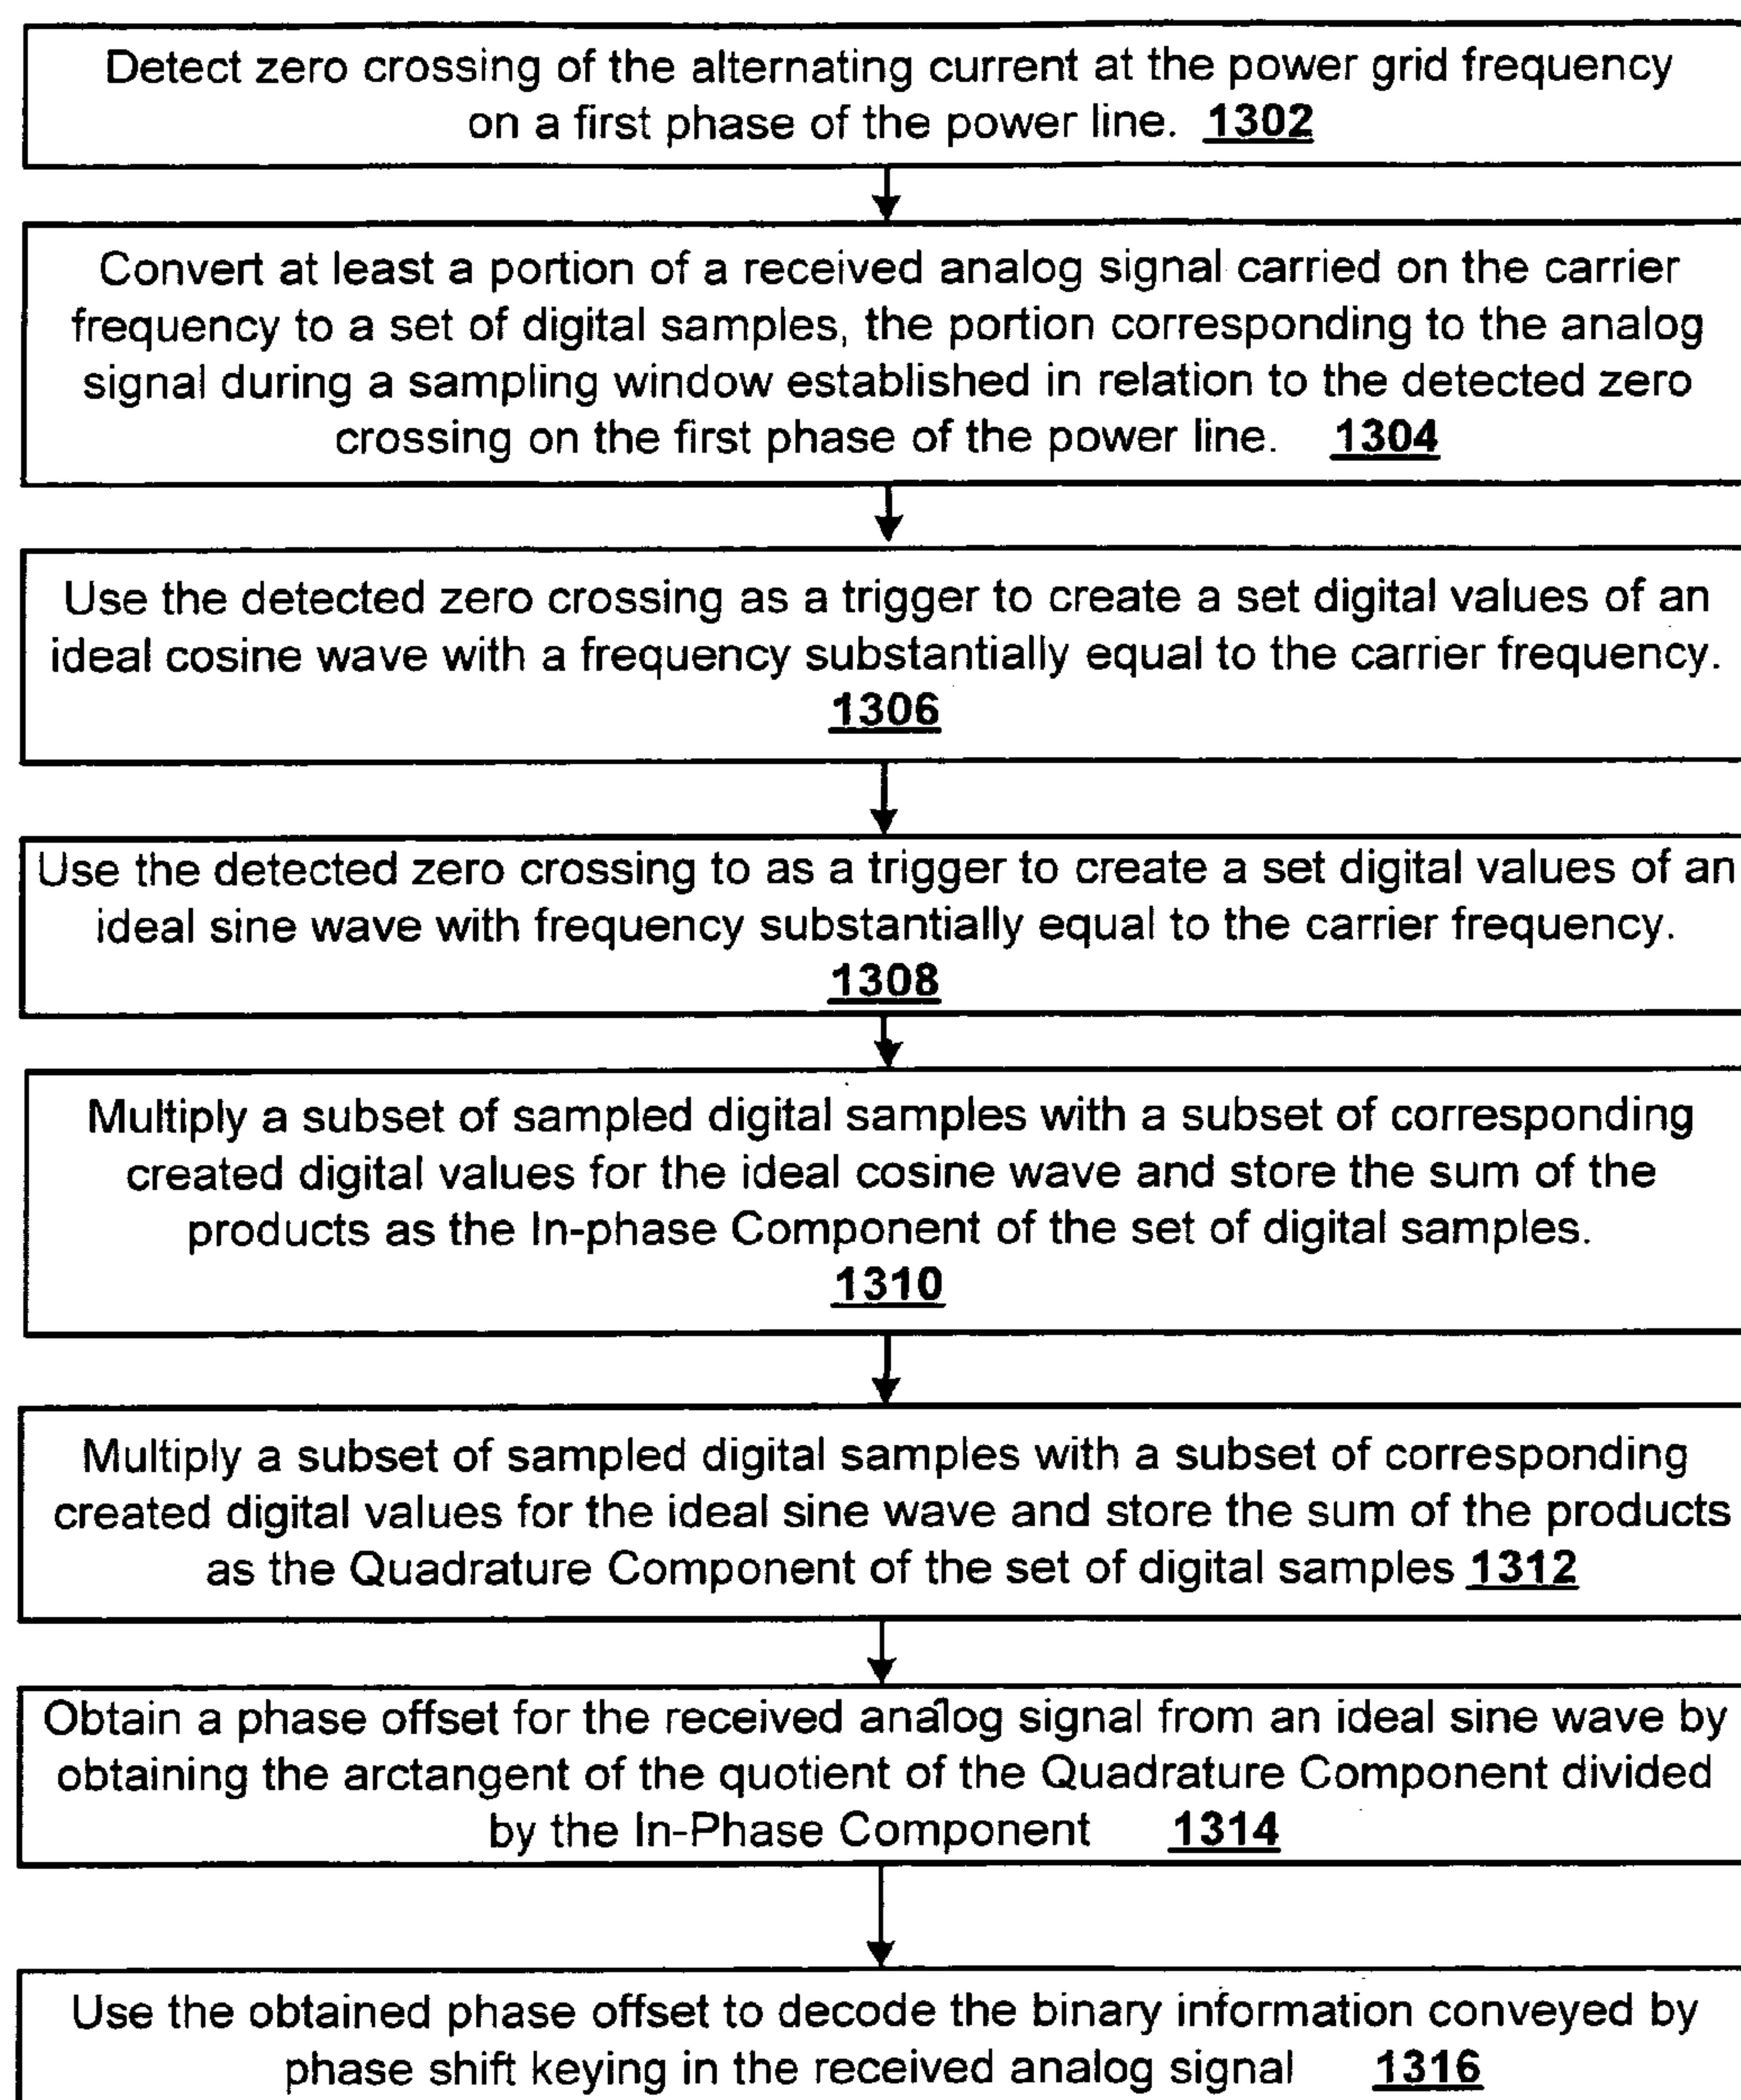 Detect zero crossing of the alternating current at the power grid frequency
on a first phase of the power line. 1302
Convert at least a portion of a received analog signal carried on the carrier
frequency to a set of digital samples, the portion corresponding to the analog
signal during a sampling window established in relation to the detected zero
crossing on the first phase of the power line. 1304
Use the detected zero crossing as a trigger to create a set digital values of an
ideal cosine wave with a frequency substantially equal to the carrier frequency.
1306
Use the detected zero crossing to as a trigger to create a set digital values of an
ideal sine wave with frequency substantially equal to the carrier frequency.
1308
Multiply a subset of sampled digital samples with a subset of corresponding
created digital values for the ideal cosine wave and store the sum of the
products as the In-phase Component of the set of digital samples.
1310
Multiply a subset of sampled digital samples with a subset of corresponding
created digital values for the ideal sine wave and store the sum of the products
as the Quadrature Component of the set of digital samples 1312
Obtain a phase offset for the received analog signal from an ideal sine wave by
obtaining the arctangent of the quotient of the Quadrature Component divided
by the In-Phase Component 1314
Use the obtained phase offset to decode the binary information conveyed by
phase shift keying in the received analog signal 1316